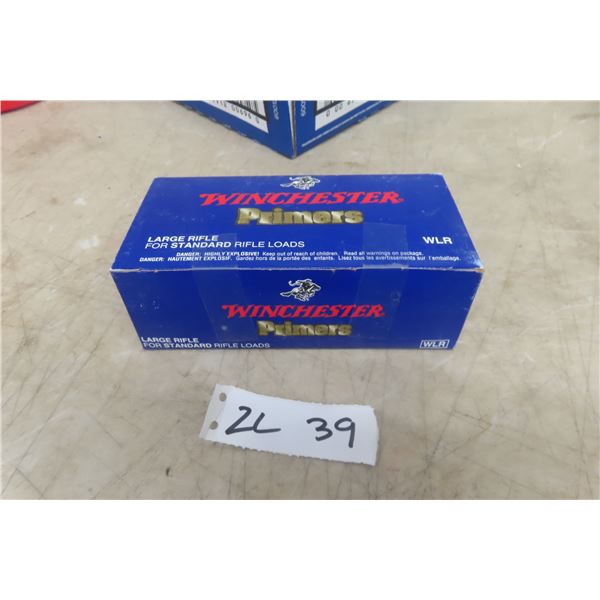 WINCHESTER
Primers
LARGE RIFLE
FOR STANDARD RIFLE LOADS
WLR
DANGER: HIGHLY EXPLOSIVE! Keep out of reach of children. Read all warnings on package.
DANGER: HAUTEMENT EXPLOSIF. Gardez hors de la portée des enfants. Lisez tous les avertissements sur l'emballage.
WINCHESTER
Primers
LARGE RIFLE
FOR STANDARD RIFLE LOADS
WLR
2L 39